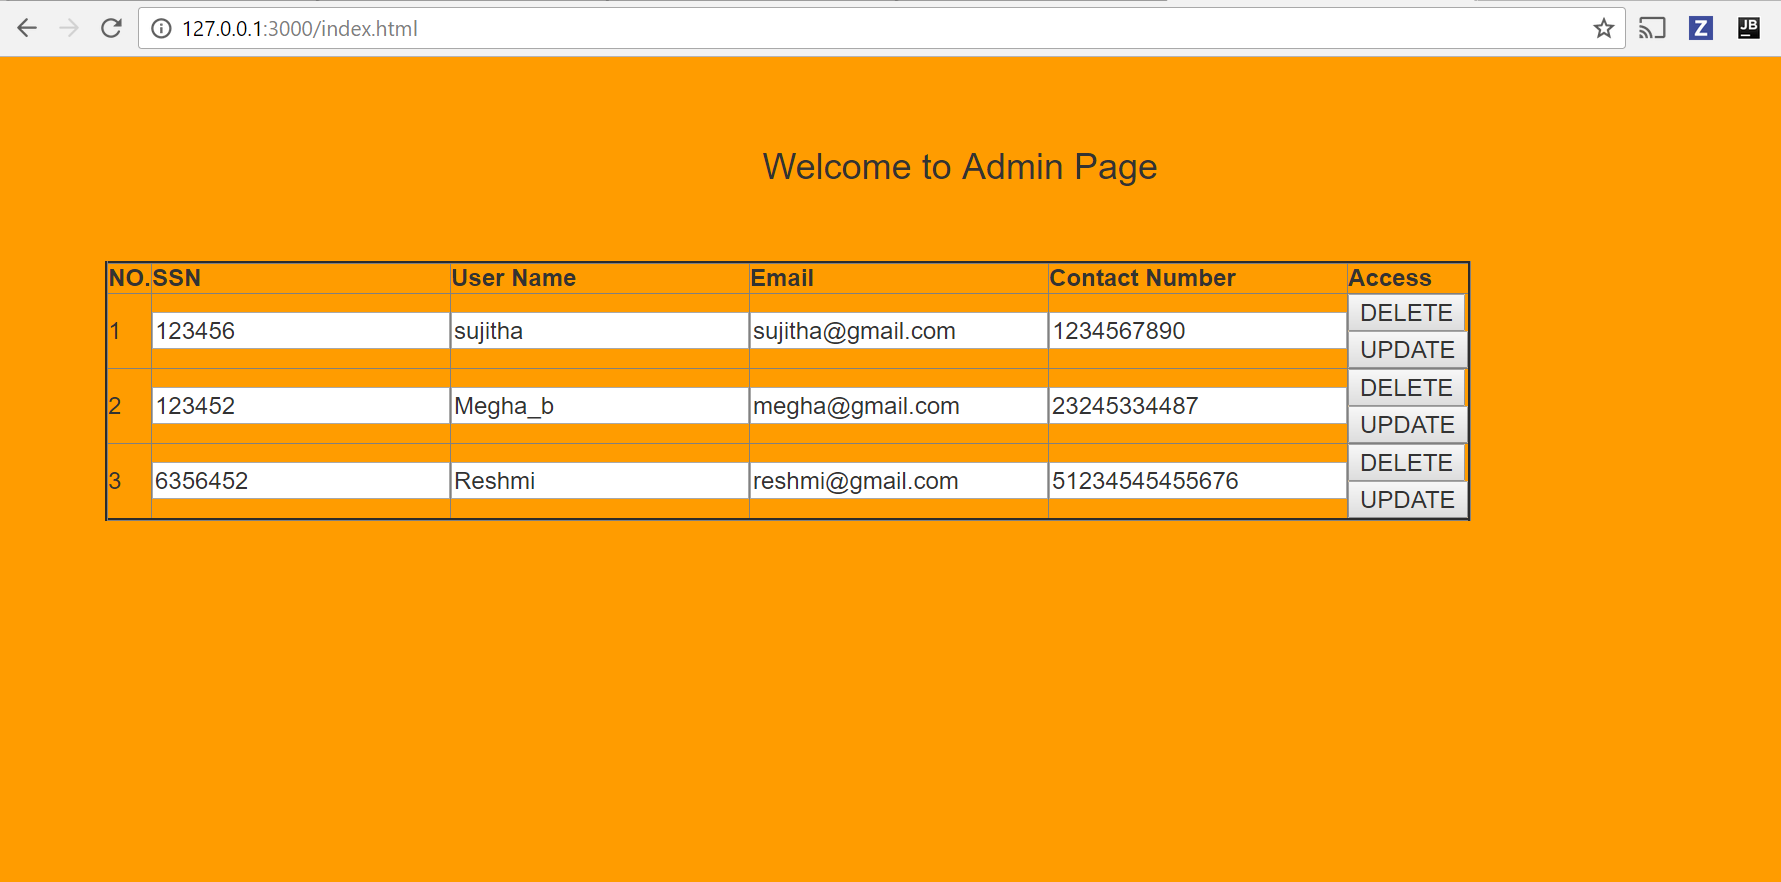 127.0.0.1:3000/index.html
Z
JB
Welcome to Admin Page
NO. SSN User Name Email Contact Number Access
1 123456 sujitha sujitha@gmail.com 1234567890 DELETE
UPDATE
2 123452 Megha_b megha@gmail.com 23245334487 DELETE
UPDATE
3 6356452 Reshmi reshmi@gmail.com 51234545455676 DELETE
UPDATE